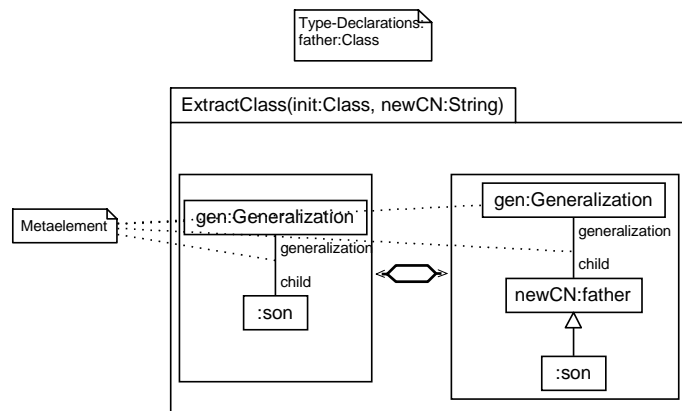 Type-Declarations:
father:Class
ExtractClass(init:Class, newCN:String)
Metaelement
gen:Generalization
generalization
child
:son
gen:Generalization
generalization
child
newCN:father
:son